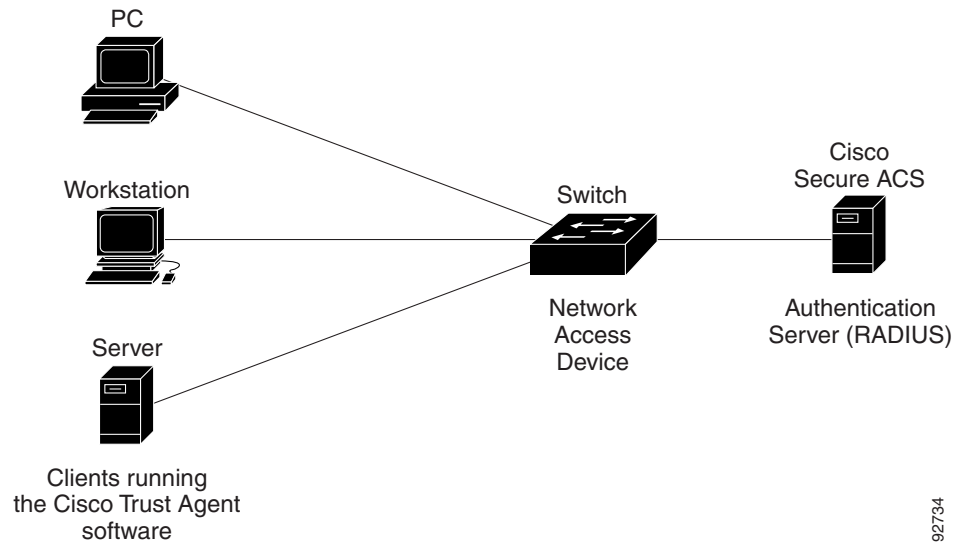 PC
Workstation
Server
Clients running
the Cisco Trust Agent
software
Switch
Network
Access
Device
Cisco
Secure ACS
Authentication
Server (RADIUS)
92734